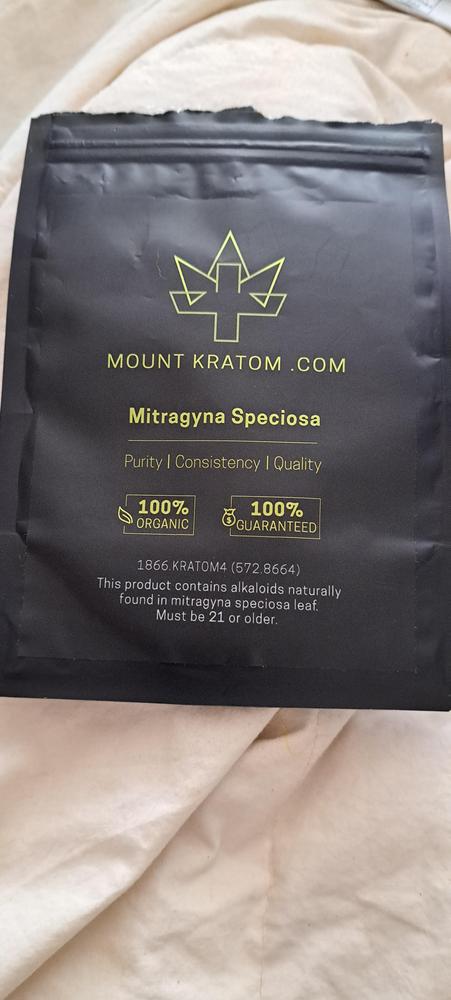 MOUNT KRATOM .COM
Mitragyna Speciosa
Purity | Consistency | Quality
100%
ORGANIC
100%
GUARANTEED
1866.KRATOM4 (572.8664)
This product contains alkaloids naturally
found in mitragyna speciosa leaf.
Must be 21 or older.